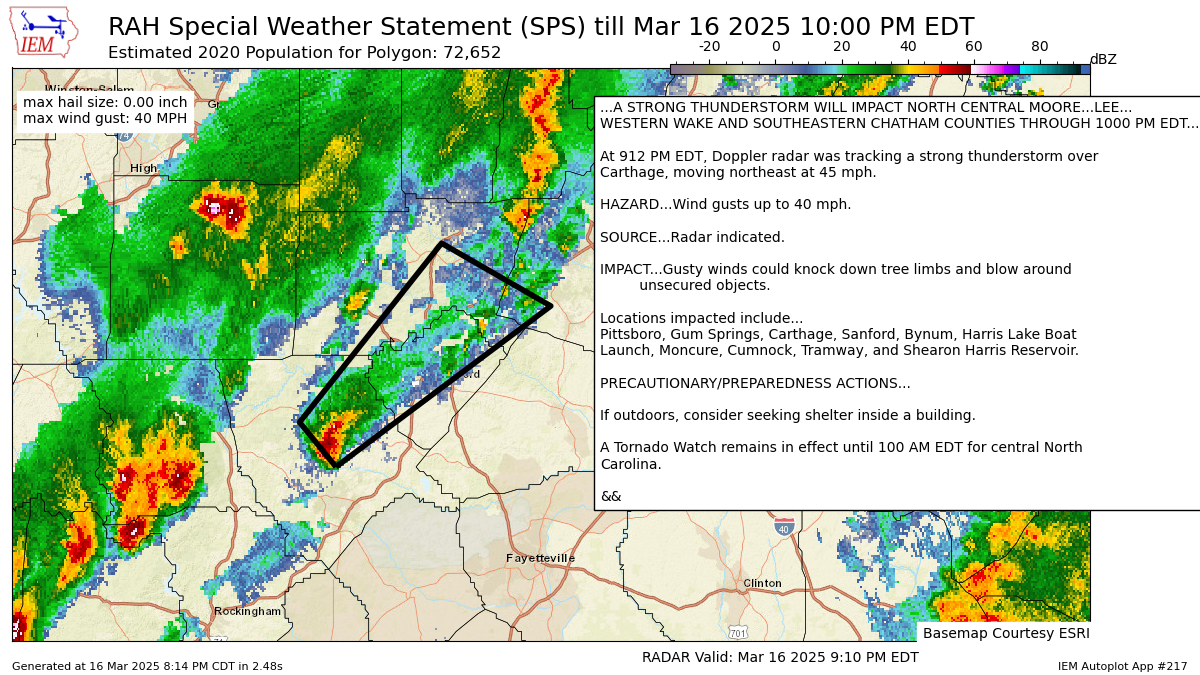 IEM
RAH Special Weather Statement (SPS) till Mar 16 2025 10:00 PM EDT
Estimated 2020 Population for Polygon: 72,652
-20 0 20 40 60 80
dBZ
Winston-Salem
max hail size: 0.00 inch
max wind gust: 40 MPH
Gr
High
...A STRONG THUNDERSTORM WILL IMPACT NORTH CENTRAL MOORE...LEE...
WESTERN WAKE AND SOUTHEASTERN CHATHAM COUNTIES THROUGH 1000 PM EDT...
At 912 PM EDT, Doppler radar was tracking a strong thunderstorm over
Carthage, moving northeast at 45 mph.
HAZARD...Wind gusts up to 40 mph.
SOURCE...Radar indicated.
IMPACT...Gusty winds could knock down tree limbs and blow around
unsecured objects.
Locations impacted include...
Pittsboro, Gum Springs, Carthage, Sanford, Bynum, Harris Lake Boat
Launch, Moncure, Cumnock, Tramway, and Shearon Harris Reservoir.
PRECAUTIONARY/PREPAREDNESS ACTIONS...
If outdoors, consider seeking shelter inside a building.
A Tornado Watch remains in effect until 100 AM EDT for central North
Carolina.
&&
rd
40
Fayetteville
Clinton
Rockingham
701
Basemap Courtesy ESRI
RADAR Valid: Mar 16 2025 9:10 PM EDT
Generated at 16 Mar 2025 8:14 PM CDT in 2.48s
IEM Autoplot App #217